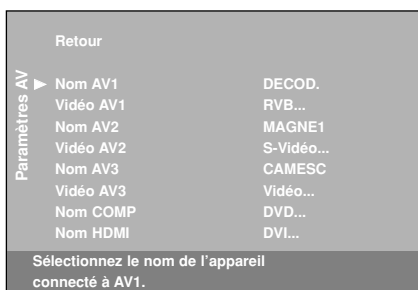 Retour
Paramètres AV
Nom AV1 DECOD.
Vidéo AV1 RVB...
Nom AV2 MAGNE1
Vidéo AV2 S-Vidéo...
Nom AV3 CAMESC
Vidéo AV3 Vidéo...
Nom COMP DVD...
Nom HDMI DVI...
Sélectionnez le nom de l'appareil
connecté à AV1.